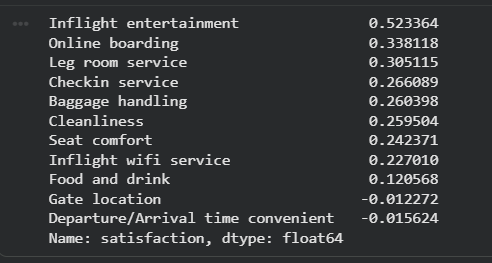 Inflight entertainment 0.523364
Online boarding 0.338118
Leg room service 0.305115
Checkin service 0.266089
Baggage handling 0.260398
Cleanliness 0.259504
Seat comfort 0.242371
Inflight wifi service 0.227010
Food and drink 0.120568
Gate location -0.012272
Departure/Arrival time convenient -0.015624
Name: satisfaction, dtype: float64